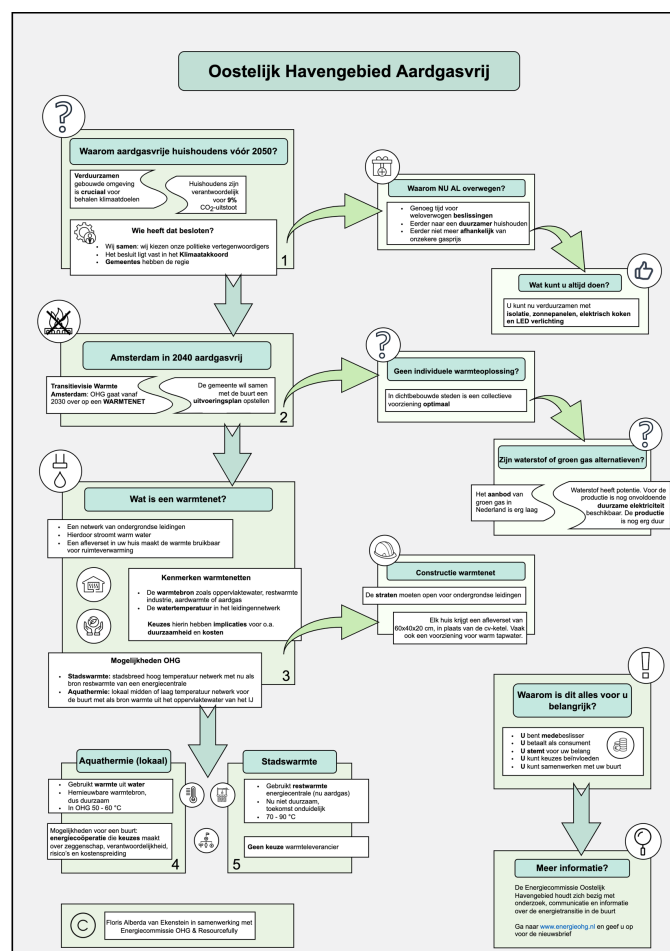 Oostelijk Havengebied Aardgasvrij
Waarom aardgasvrije huishoudens vóór 2050?
Verduurzamen
gebouwde omgeving
is cruciaal voor
behalen klimaatdoelen
Huishoudens zijn
verantwoordelijk
voor 9%
CO2-uitstoot
Wie heeft dat besloten?
• Wij samen: wij kiezen onze politieke vertegenwoordigers
• Het besluit ligt vast in het Klimaatakkoord
• Gemeentes hebben de regie
1
Waarom NU AL overwegen?
• Genoeg tijd voor
weloverwogen beslissingen
• Eerder naar een duurzamer huishouden
• Eerder niet meer afhankelijk van
onzekere gasprijs
Wat kunt u altijd doen?
U kunt nu verduurzamen met
isolatie, zonnepanelen, elektrisch koken
en LED verlichting
Amsterdam in 2040 aardgasvrij
Transitievisie Warmte
Amsterdam: OHG gaat vanaf
2030 over op een WARMTENET
De gemeente wil samen
met de buurt een
uitvoeringsplan opstellen
2
Geen individuele warmteoplossing?
In dichtbebouwde steden is een collectieve
voorziening optimaal
Zijn waterstof of groen gas alternatieven?
Het aanbod van
groen gas in
Nederland is erg laag
Waterstof heeft potentie. Voor de
productie is nog onvoldoende
duurzame elektriciteit
beschikbaar. De productie
is nog erg duur
Wat is een warmtenet?
• Een netwerk van ondergrondse leidingen
• Hierdoor stroomt warm water
• Een afleverset in uw huis maakt de warmte bruikbaar
voor ruimteverwarming
Kenmerken warmtenetten
• De warmtebron zoals oppervlaktewater, restwarmte
industrie, aardwarmte of aardgas
• De watertemperatuur in het leidingennetwerk
Keuzes hierin hebben implicaties voor o.a.
duurzaamheid en kosten
Mogelijkheden OHG
• Stadswarmte: stadsbreed hoog temperatuur netwerk met nu als
bron restwarmte van een energiecentrale
• Aquathermie: lokaal midden of laag temperatuur netwerk voor
de buurt met als bron warmte uit het oppervlaktewater van het IJ
3
Constructie warmtenet
De straten moeten open voor ondergrondse leidingen
Elk huis krijgt een afleverset van
60x40x20 cm, in plaats van de cv-ketel. Vaak
ook een voorziening voor warm tapwater.
Aquathermie (lokaal)
• Gebruikt warmte uit water
• Hernieuwbare warmtebron,
dus duurzaam
• In OHG 50 - 60 °C
Mogelijkheden voor een buurt:
energiecoöperatie die keuzes maakt
over zeggenschap, verantwoordelijkheid,
risico's en kostenspreiding
4
Stadswarmte
• Gebruikt restwarmte
energiecentrale (nu aardgas)
• Nu niet duurzaam,
toekomst onduidelijk
• 70 - 90 °C
Geen keuze warmteleverancier
5
Waarom is dit alles voor u
belangrijk?
• U bent medebeslisser
• U betaalt als consument
• U stemt voor uw belang
• U kunt keuzes beïnvloeden
• U kunt samenwerken met uw buurt
Meer informatie?
De Energiecommissie Oostelijk
Havengebied houdt zich bezig met
onderzoek, communicatie en informatie
over de energietransitie in de buurt
Ga naar www.energieohg.nl en geef u op
voor de nieuwsbrief
C
Floris Alberda van Ekenstein in samenwerking met
Energiecommissie OHG & Resourcefully